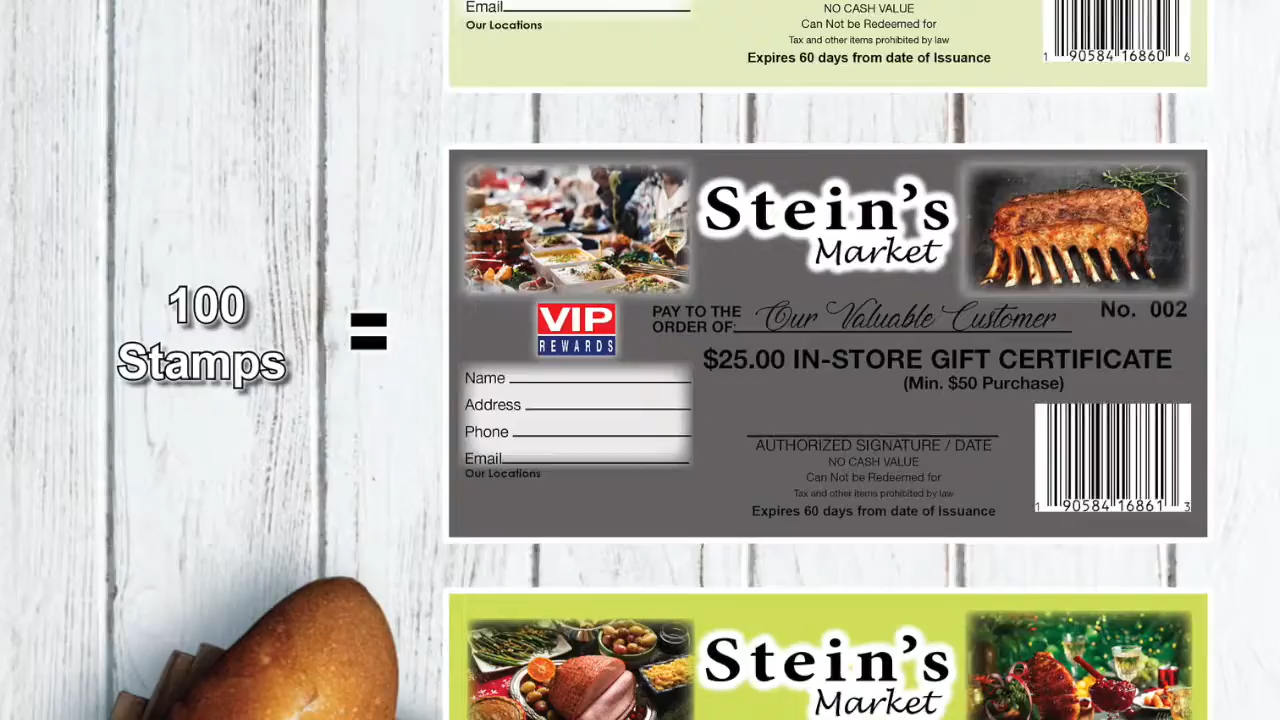 Email
Our Locations
NO CASH VALUE
Can Not be Redeemed for
Tax and other items prohibited by law
Expires 60 days from date of Issuance
1 90584 16860 6
100
Stamps
=
Stein's
Market
VIP
REWARDS
PAY TO THE
ORDER OF:
Our Valuable Customer
No. 002
$25.00 IN-STORE GIFT CERTIFICATE
(Min. $50 Purchase)
Name
Address
Phone
Email
Our Locations
AUTHORIZED SIGNATURE / DATE
NO CASH VALUE
Can Not be Redeemed for
Tax and other items prohibited by law
Expires 60 days from date of Issuance
1 90584 16861 3
Stein's
Market